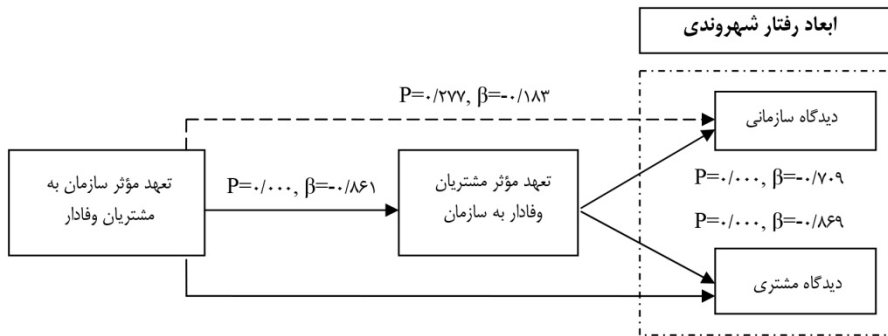 ابعاد رفتار شهروندی
P=۰/۲۷۷, β=-۰/۱۸۳
دیدگاه سازمانی
تعهد مؤثر سازمان به
مشتریان وفادار
P=۰/۰۰۰, β=-۰/۸۶۱
تعهد مؤثر مشتریان
وفادار به سازمان
P=۰/۰۰۰, β=-۰/۷۰۹
P=۰/۰۰۰, β=-۰/۸۶۹
دیدگاه مشتری